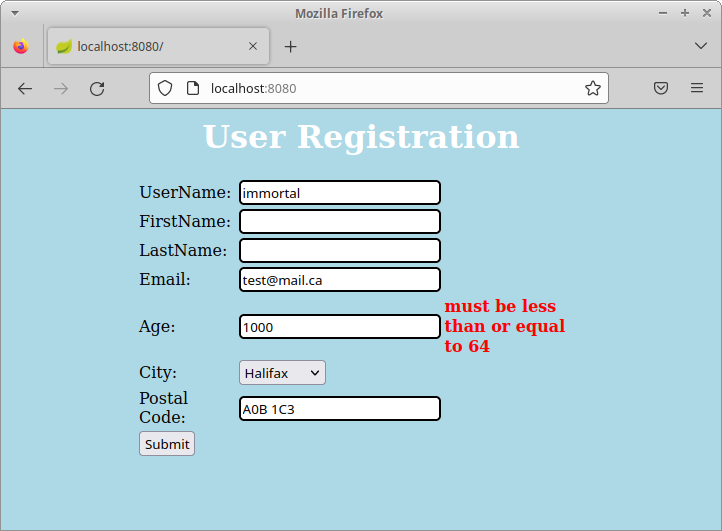 Mozilla Firefox
localhost:8080/
localhost:8080
User Registration
UserName: immortal
FirstName:
LastName:
Email: test@mail.ca
must be less
than or equal
to 64
Age: 1000
City: Halifax
Postal
Code: A0B 1C3
Submit